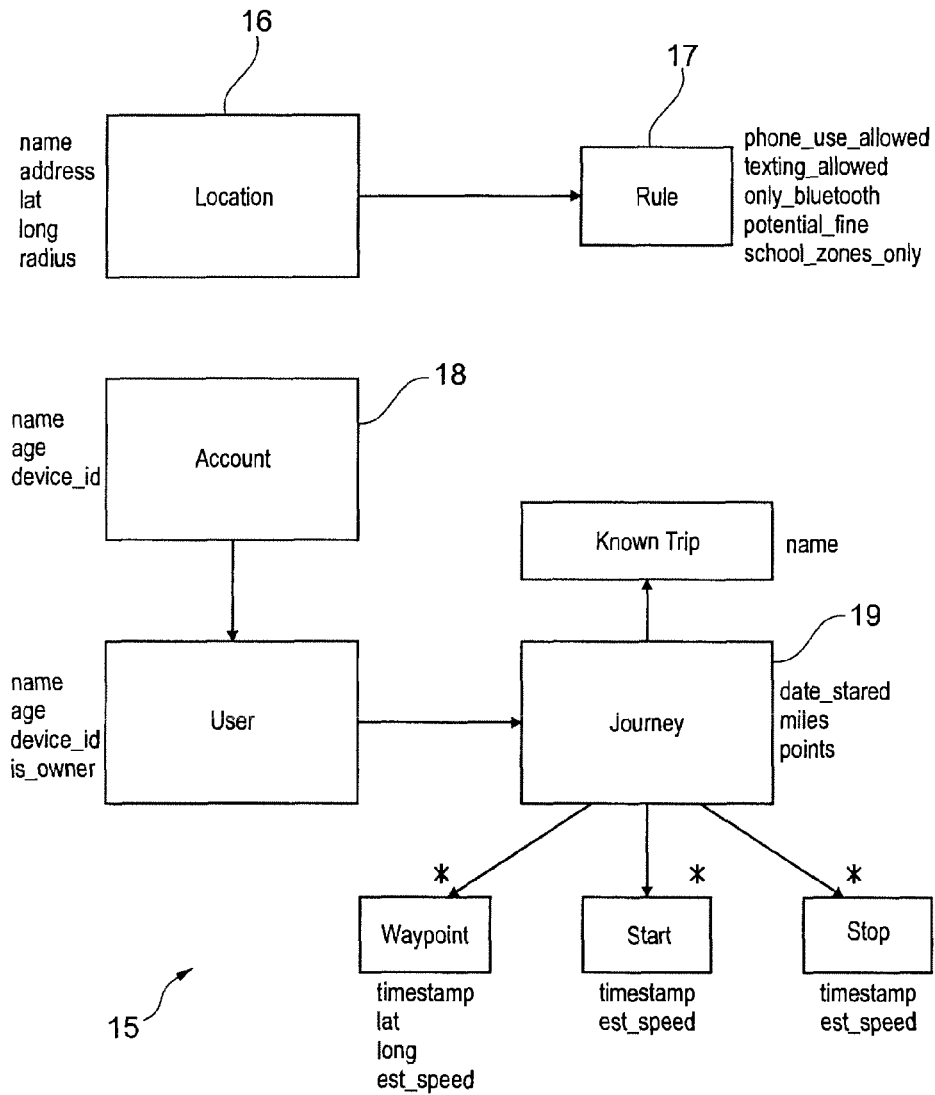 16
17
name
address
lat
long
radius
Location
Rule
phone_use_allowed
texting_allowed
only_bluetooth
potential_fine
school_zones_only
18
name
age
device_id
Account
Known Trip
name
19
name
age
device_id
is_owner
User
Journey
date_stared
miles
points
* * *
Waypoint
Start
Stop
timestamp
lat
long
est_speed
timestamp
est_speed
timestamp
est_speed
15